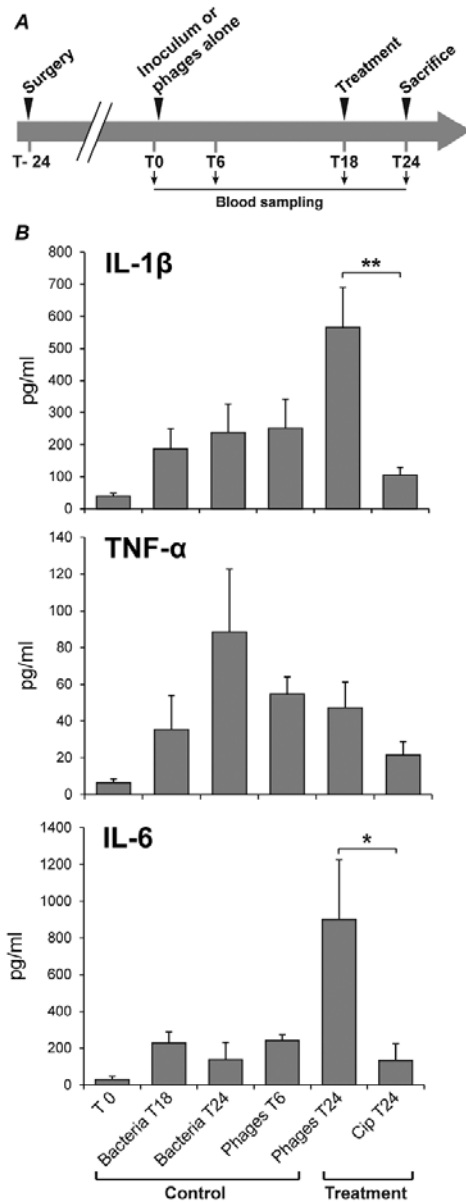 A
Surgery
Inoculum or
phages alone
Treatment
Sacrifice
T- 24
T0
T6
T18
T24
Blood sampling
B
IL-1β
pg/ml
800
700
600
500
400
300
200
100
0
**
TNF-α
pg/ml
140
120
100
80
60
40
20
0
IL-6
pg/ml
1400
1200
1000
800
600
400
200
0
*
T 0
Bacteria T18
Bacteria T24
Phages T6
Phages T24
Cip T24
Control
Treatment